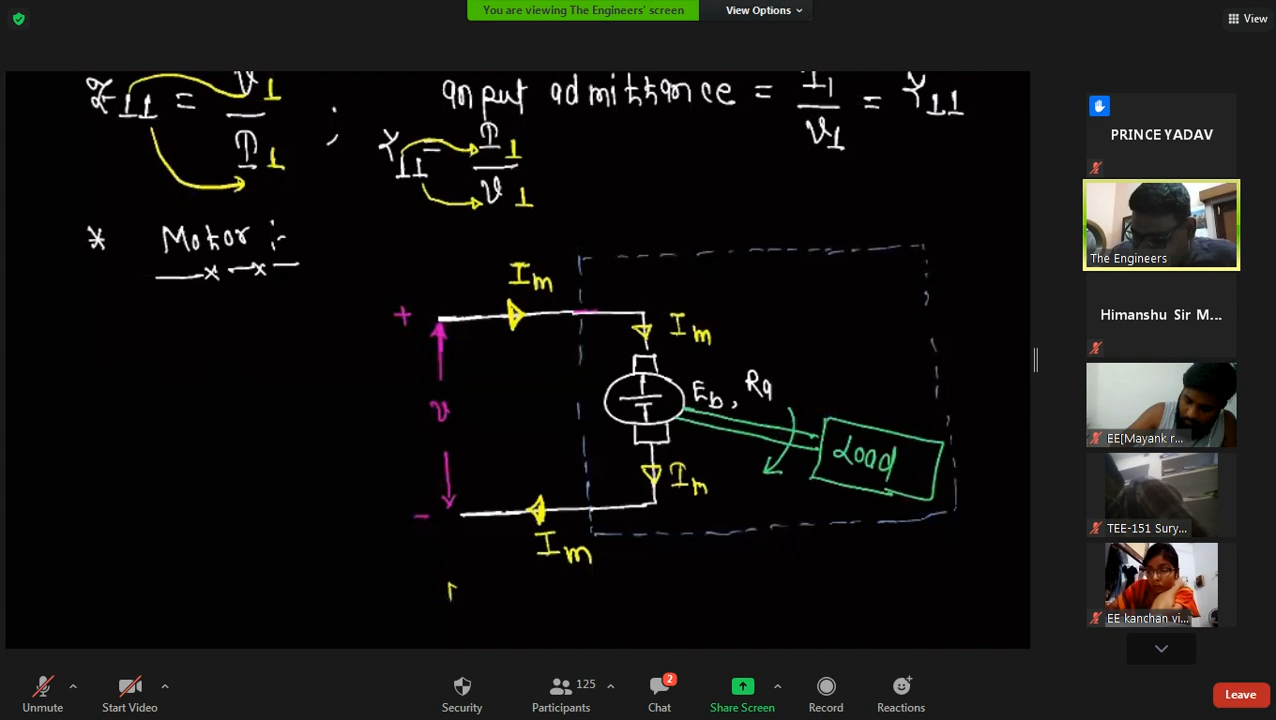 You are viewing The Engineers' screen
View Options
View
Z11 = V1 / I1 ;
input admittance = I1 / V1 = Y11
Y11 = I1 / V1
* Motor :-
Im
+ Im
V Eb, Ra
Load
- Im
Im
PRINCE YADAV
The Engineers
Himanshu Sir M...
EE[Mayank r...
TEE-151 Sury...
EE kanchan vi...
Unmute
Start Video
Security
125
Participants
2
Chat
Share Screen
Record
Reactions
Leave